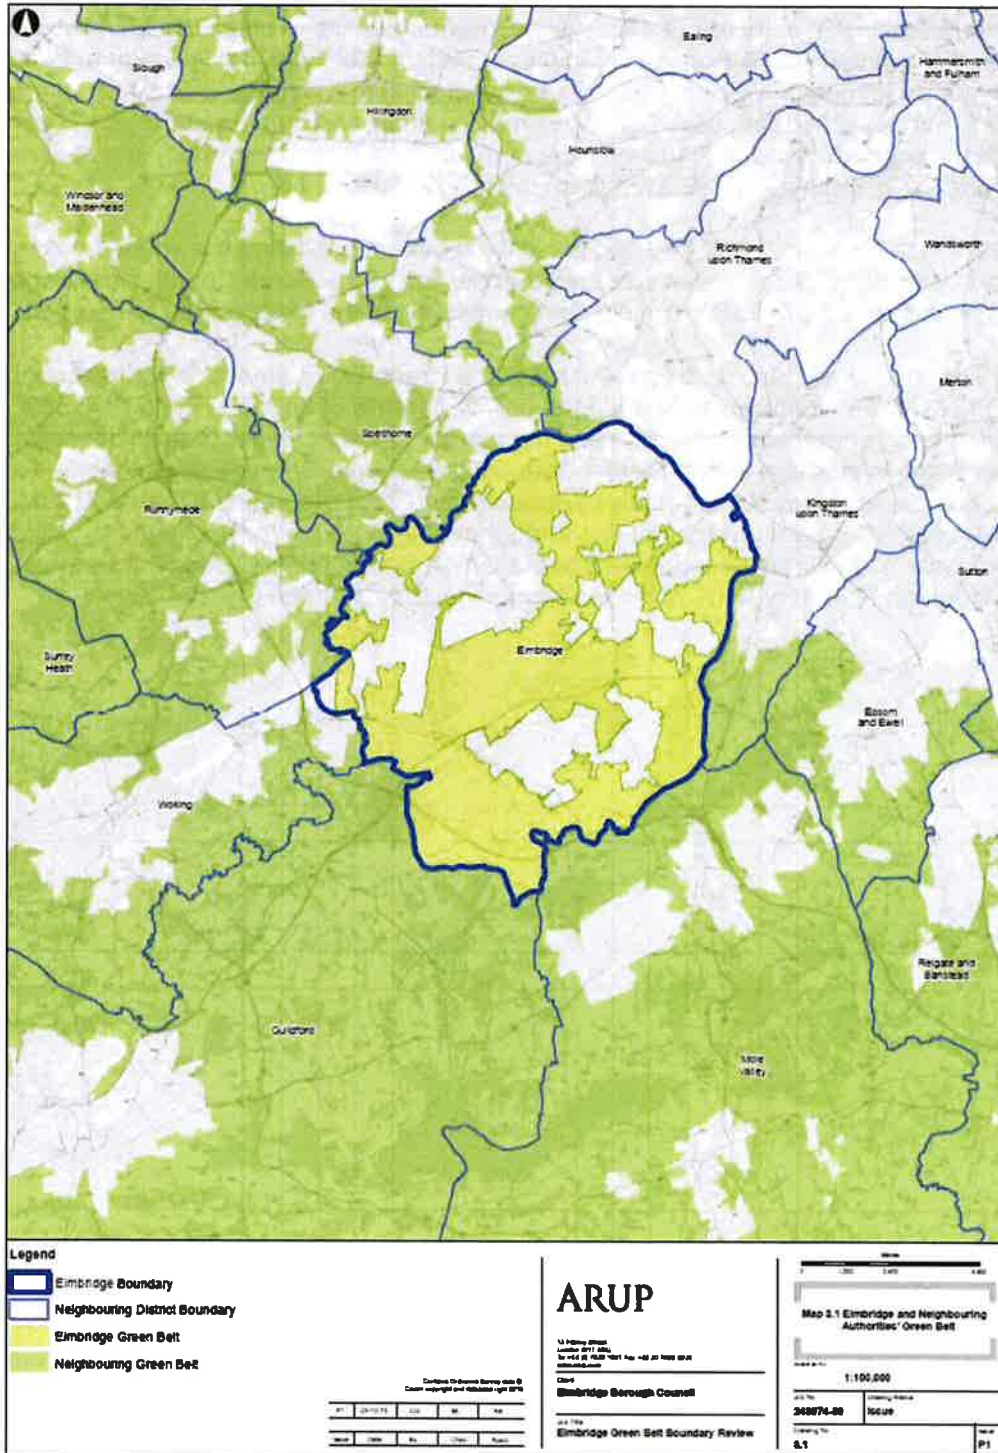 Ealing
Hammersmith
and Fulham
Slough
Hillingdon
Hounslow
Windsor and
Maidenhead
Richmond
upon Thames
Wandsworth
Merton
Spelthorne
Runnymede
Kingston
upon Thames
Sutton
Surrey
Heath
Elmbridge
Epsom
and Ewell
Woking
Reigate and
Banstead
Guildford
Mole
Valley
Legend
Elmbridge Boundary
Neighbouring District Boundary
Elmbridge Green Belt
Neighbouring Green Belt
ARUP
Client
Elmbridge Borough Council
Job Title
Elmbridge Green Belt Boundary Review
Map 3.1 Elmbridge and Neighbouring
Authorities' Green Belt
1:100,000
Issue
P1